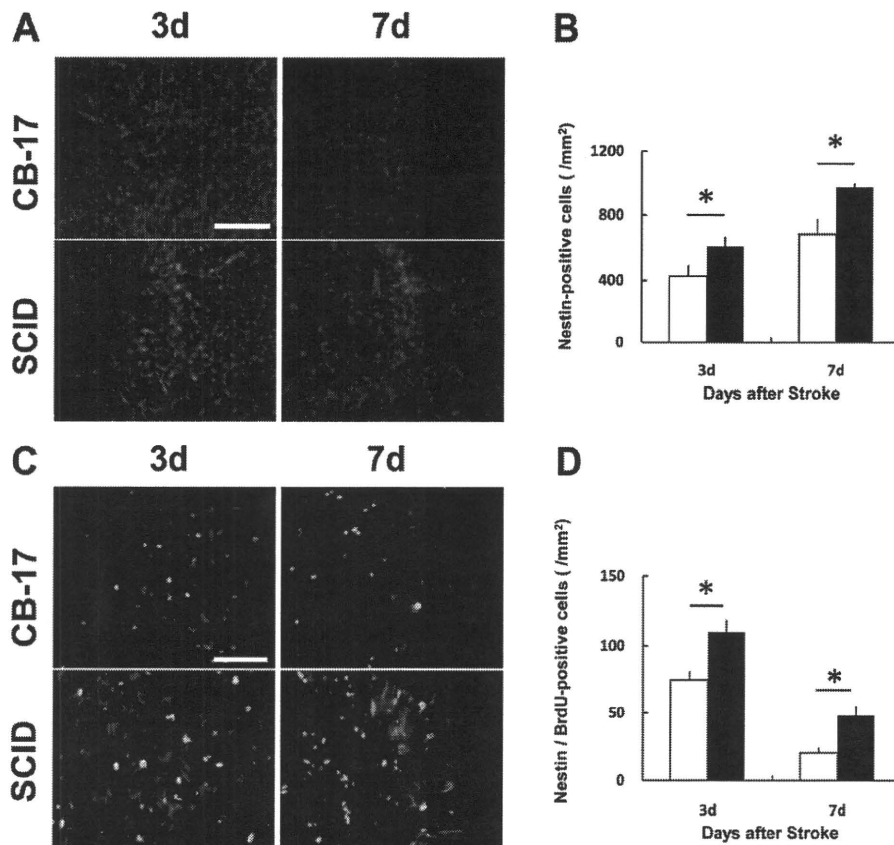 A
3d
7d
CB-17
SCID
B
Nestin-positive cells ( /mm²)
1200
800
400
0
*
*
3d
7d
Days after Stroke
C
3d
7d
CB-17
SCID
D
Nestin / BrdU-positive cells ( /mm²)
150
100
50
0
*
*
3d
7d
Days after Stroke